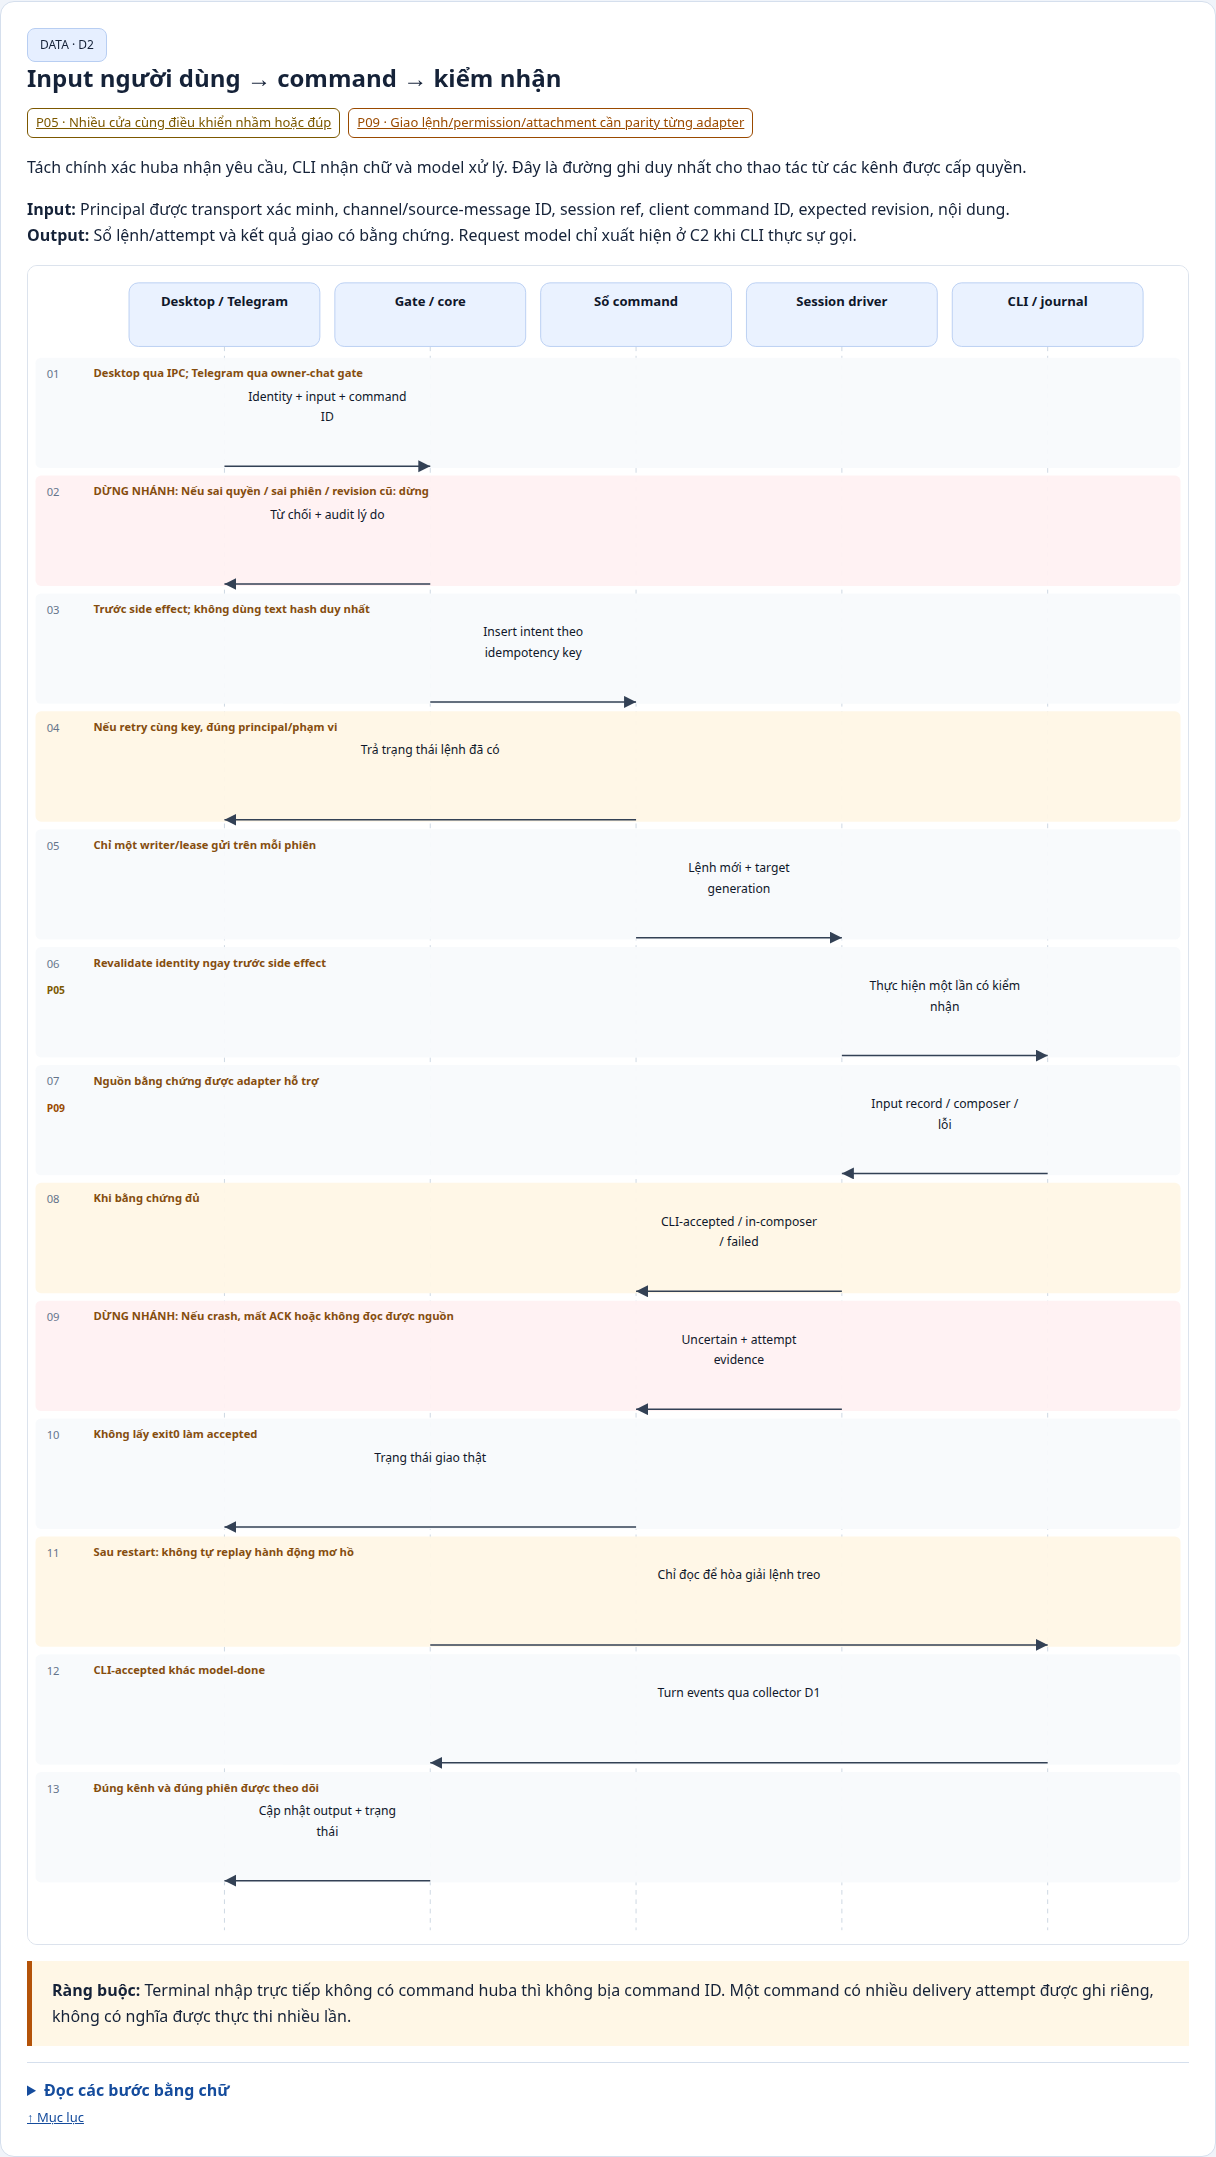 DATA · D2
Input người dùng → command → kiểm nhận
P05 · Nhiều cửa cùng điều khiển nhầm hoặc đúp
P09 · Giao lệnh/permission/attachment cần parity từng adapter
Tách chính xác huba nhận yêu cầu, CLI nhận chữ và model xử lý. Đây là đường ghi duy nhất cho thao tác từ các kênh được cấp quyền.
Input: Principal được transport xác minh, channel/source-message ID, session ref, client command ID, expected revision, nội dung.
Output: Sổ lệnh/attempt và kết quả giao có bằng chứng. Request model chỉ xuất hiện ở C2 khi CLI thực sự gọi.
Desktop / Telegram
Gate / core
Sổ command
Session driver
CLI / journal
01
Desktop qua IPC; Telegram qua owner-chat gate
Identity + input + command
ID
02
DỪNG NHÁNH: Nếu sai quyền / sai phiên / revision cũ: dừng
Từ chối + audit lý do
03
Trước side effect; không dùng text hash duy nhất
Insert intent theo
idempotency key
04
Nếu retry cùng key, đúng principal/phạm vi
Trả trạng thái lệnh đã có
05
Chỉ một writer/lease gửi trên mỗi phiên
Lệnh mới + target
generation
06
Revalidate identity ngay trước side effect
P05
Thực hiện một lần có kiểm
nhận
07
Nguồn bằng chứng được adapter hỗ trợ
P09
Input record / composer /
lỗi
08
Khi bằng chứng đủ
CLI-accepted / in-composer
/ failed
09
DỪNG NHÁNH: Nếu crash, mất ACK hoặc không đọc được nguồn
Uncertain + attempt
evidence
10
Không lấy exit0 làm accepted
Trạng thái giao thật
11
Sau restart: không tự replay hành động mơ hồ
Chỉ đọc để hòa giải lệnh treo
12
CLI-accepted khác model-done
Turn events qua collector D1
13
Đúng kênh và đúng phiên được theo dõi
Cập nhật output + trạng
thái
Ràng buộc: Terminal nhập trực tiếp không có command huba thì không bịa command ID. Một command có nhiều delivery attempt được ghi riêng,
không có nghĩa được thực thi nhiều lần.
Đọc các bước bằng chữ
↑ Mục lục